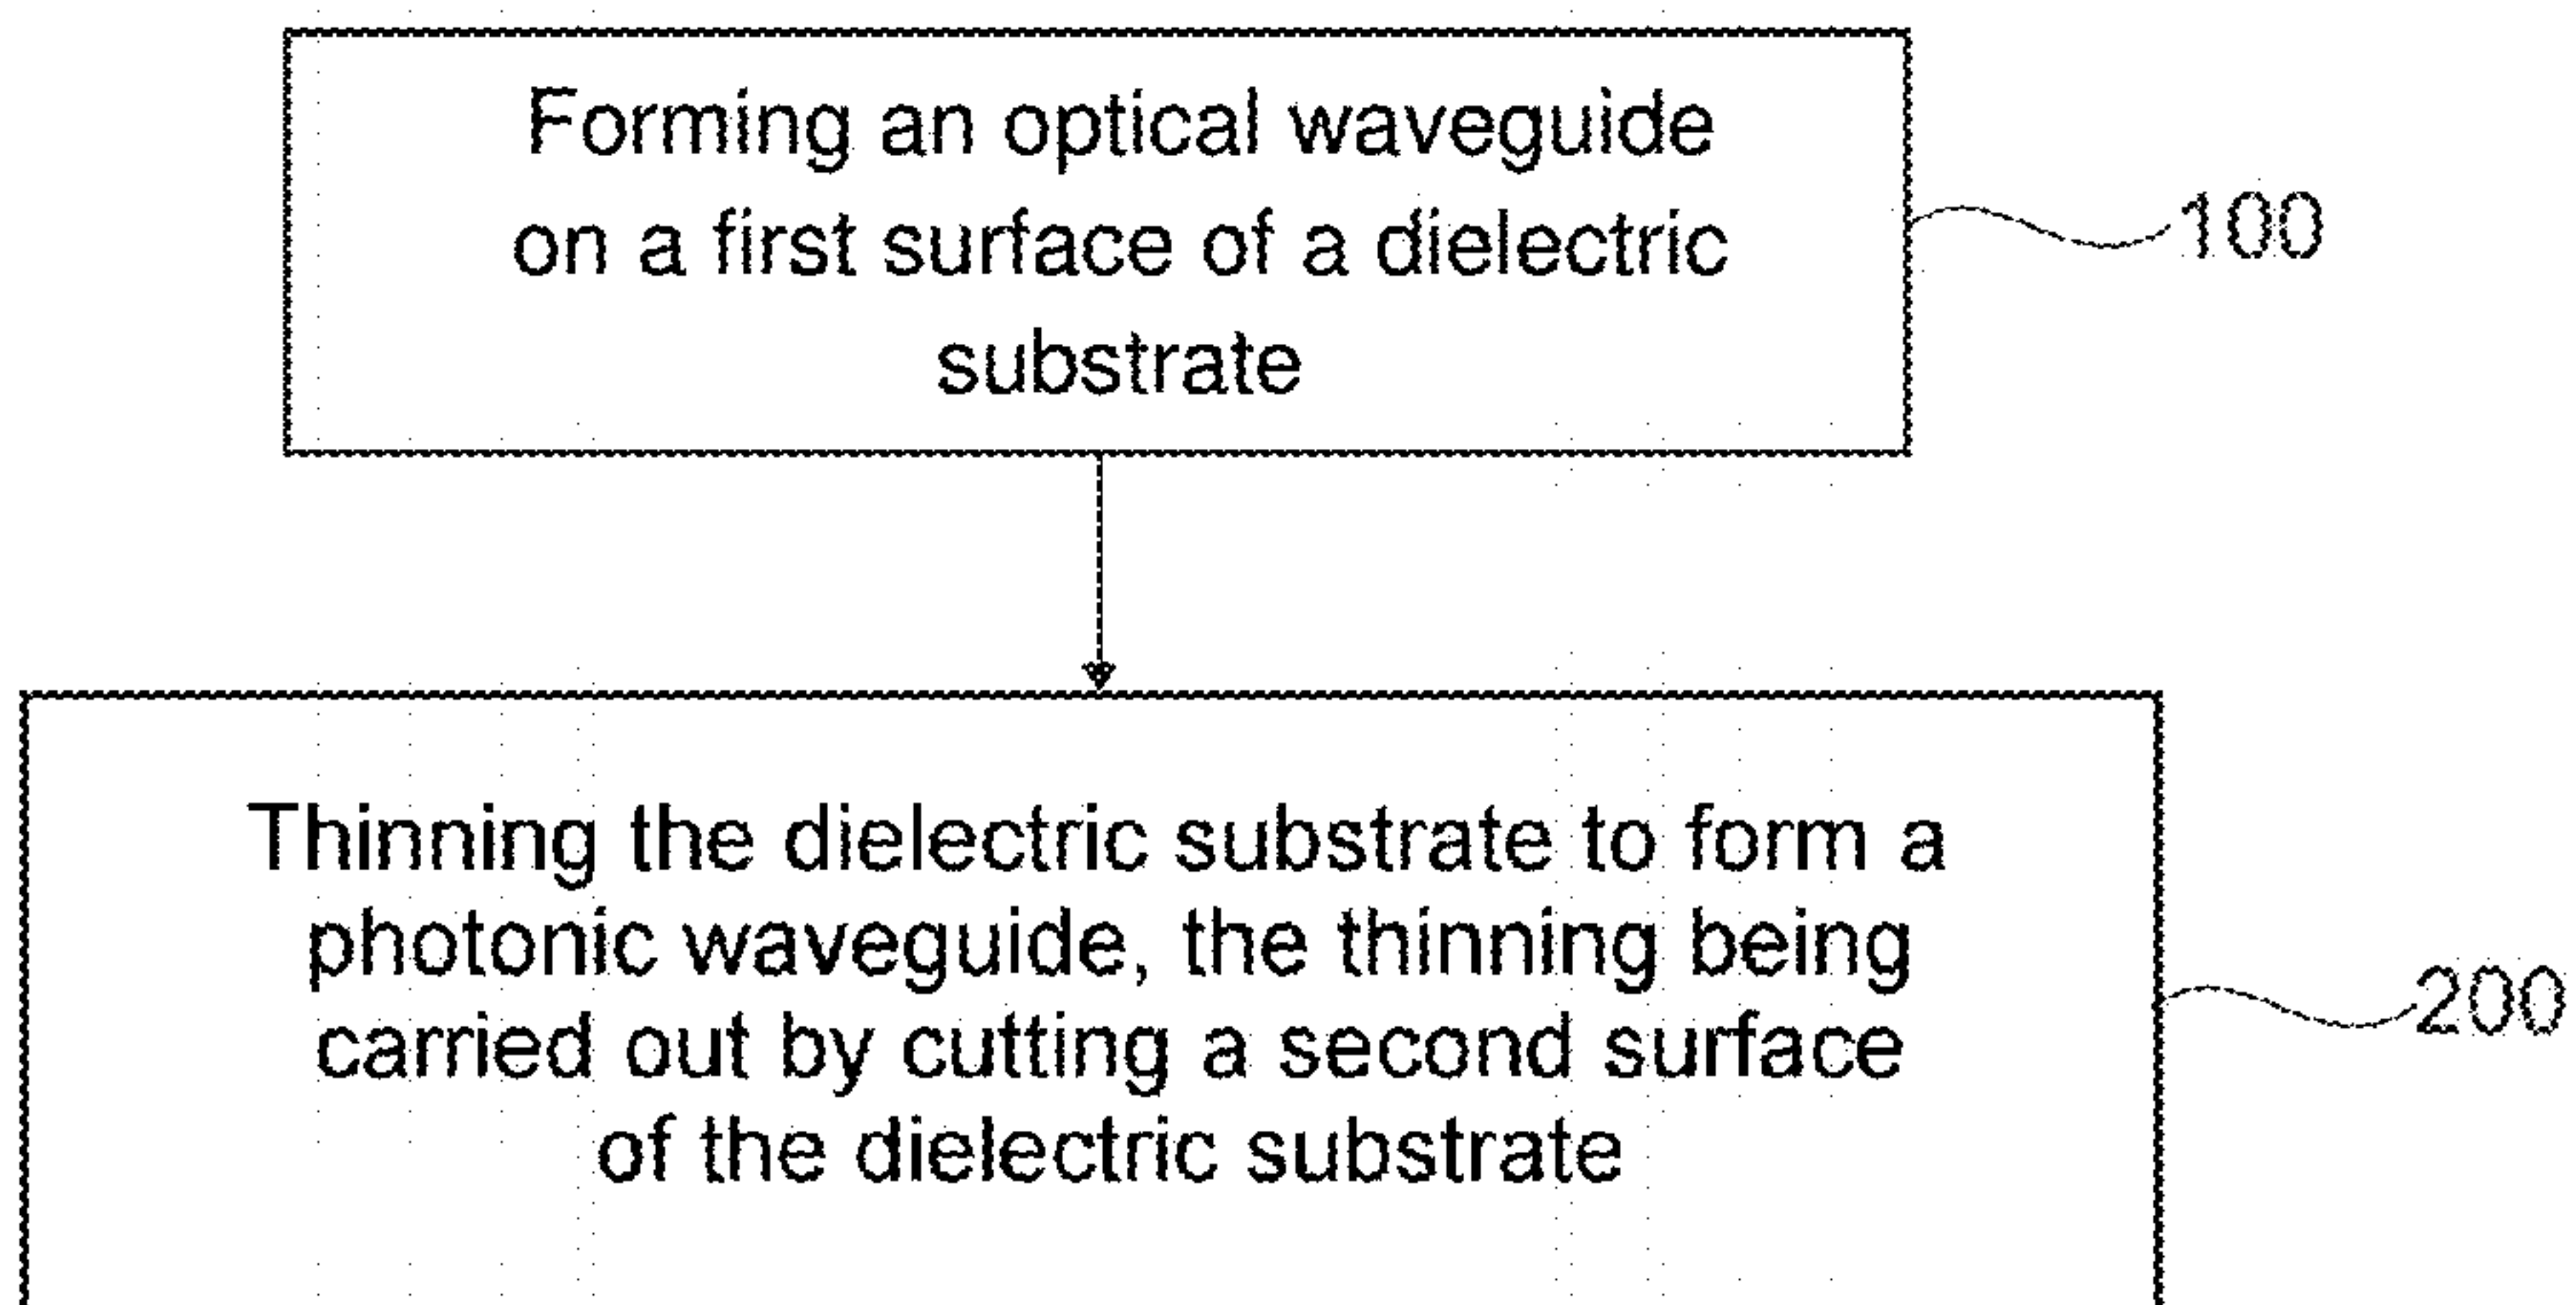 Forming an optical waveguide
on a first surface of a dielectric
substrate
100
Thinning the dielectric substrate to form a
photonic waveguide, the thinning being
carried out by cutting a second surface
of the dielectric substrate
200